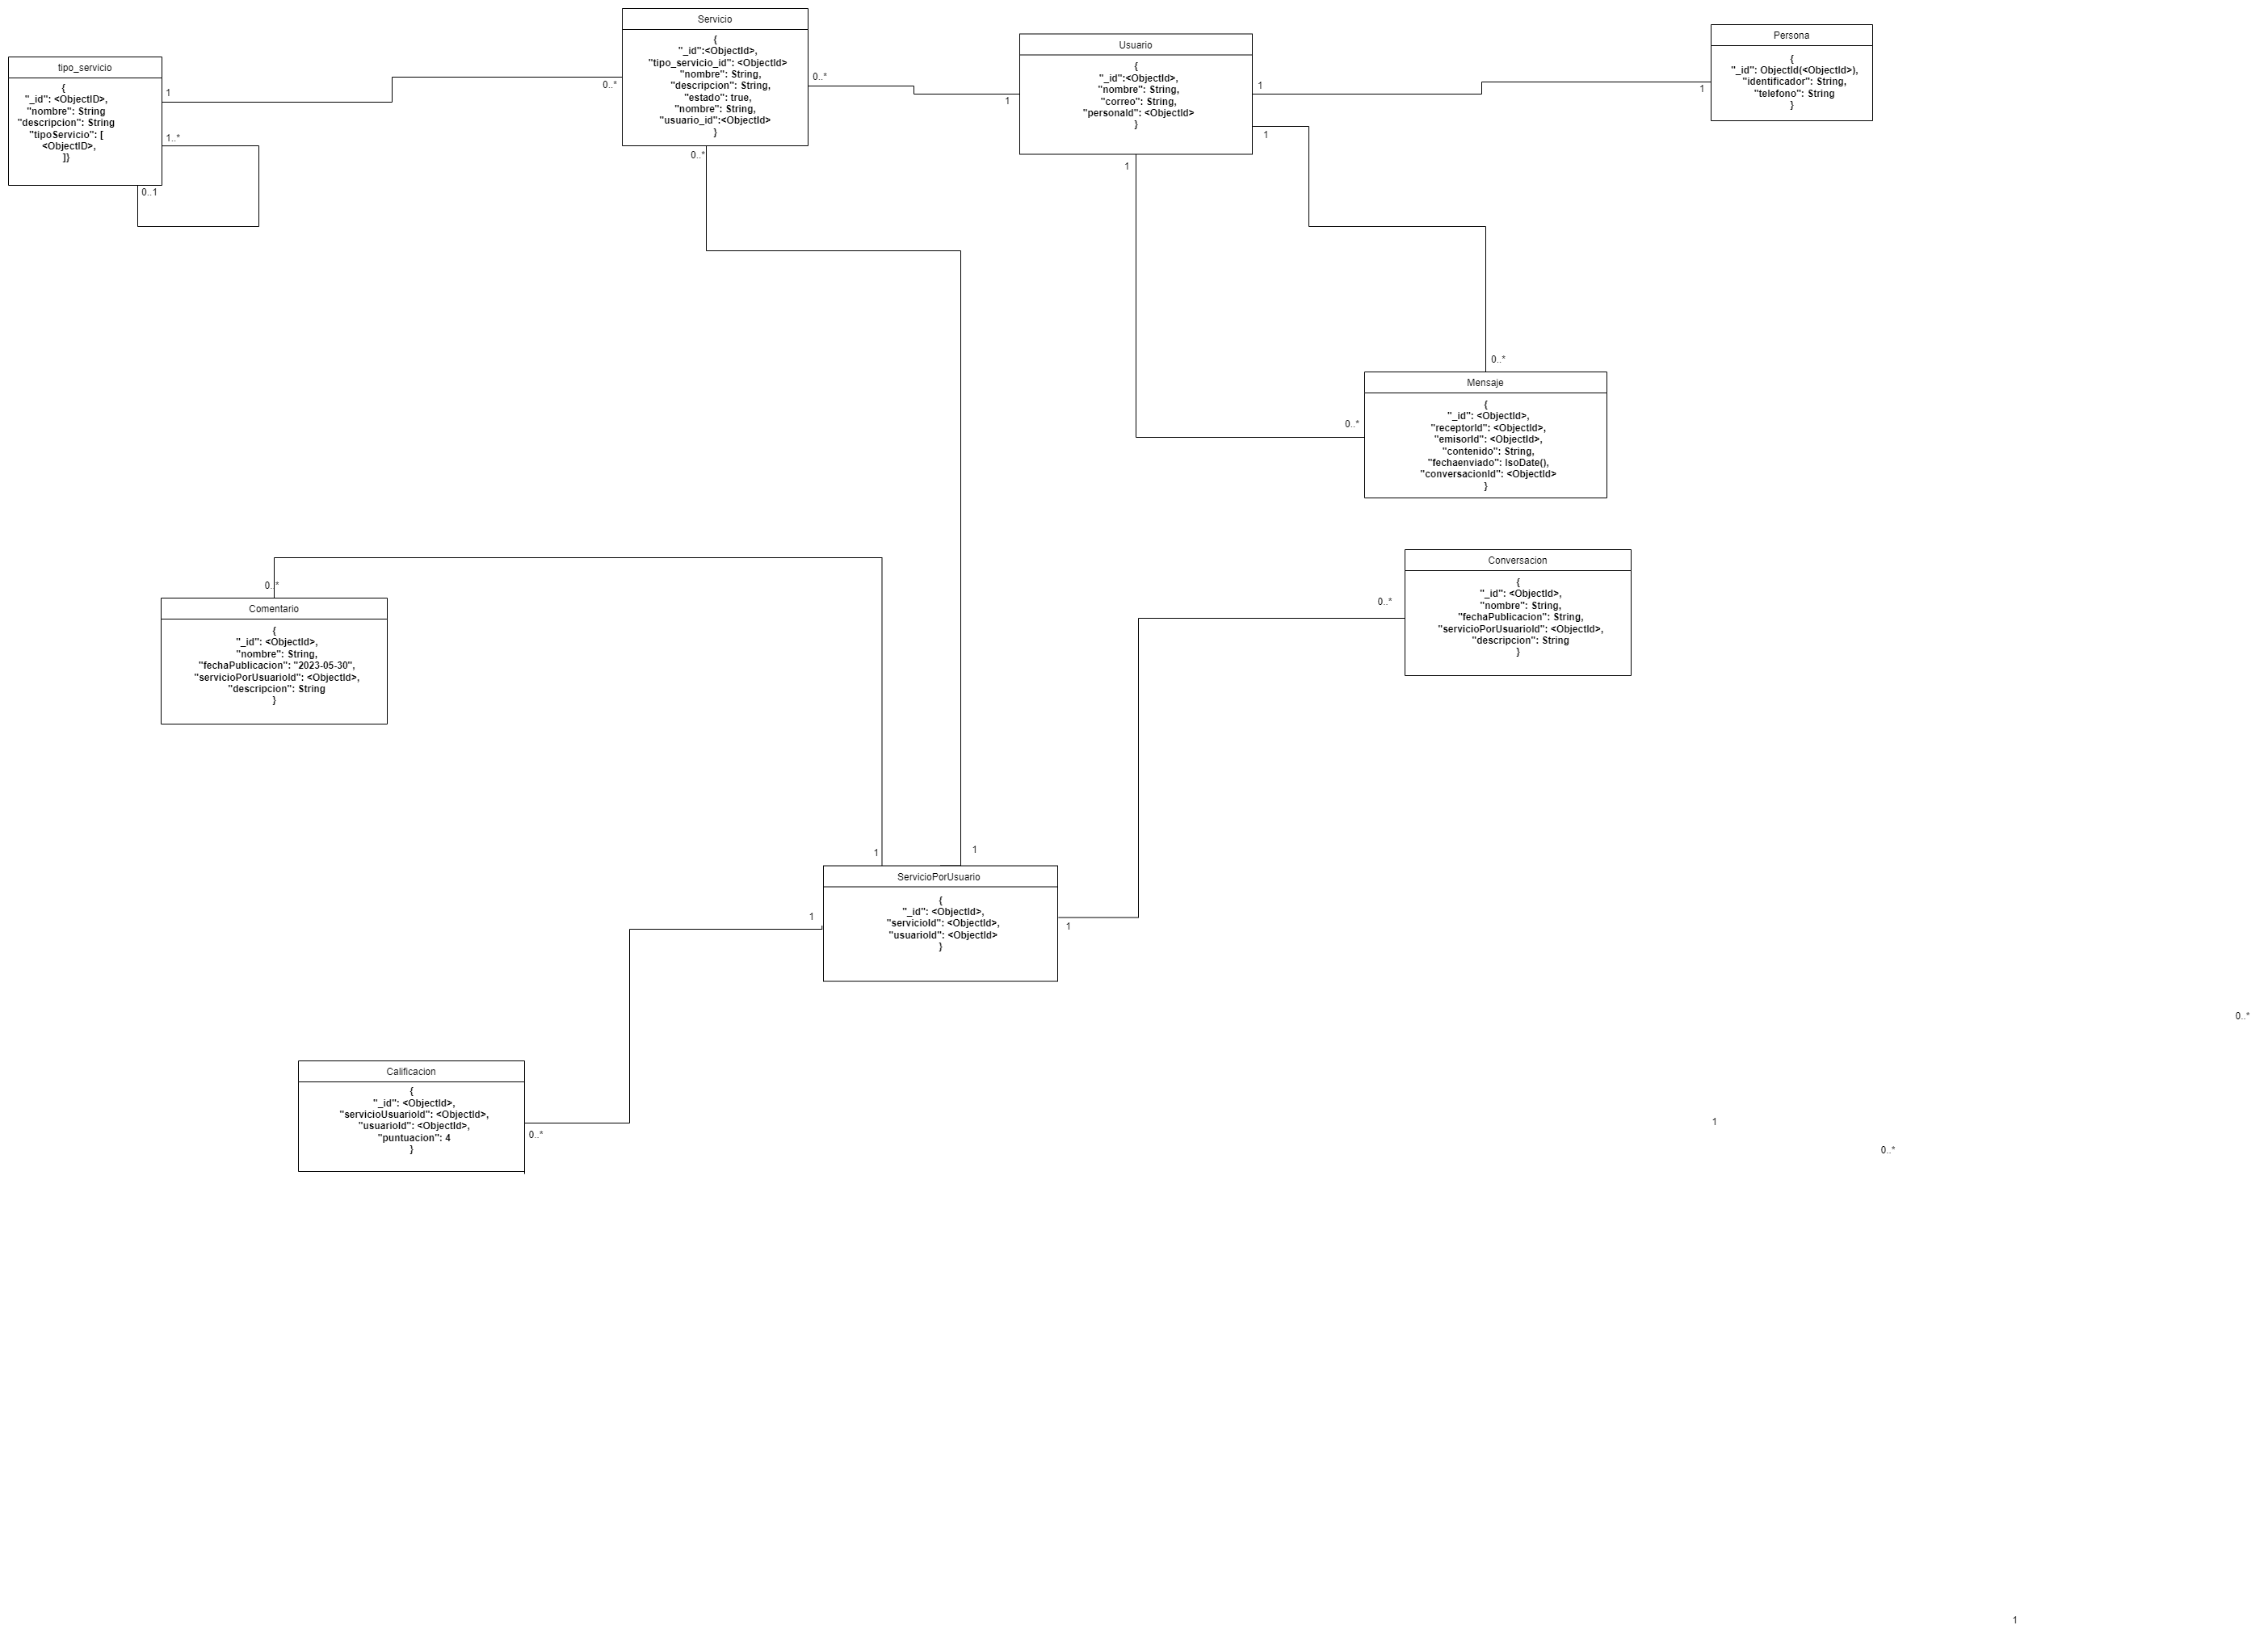 Servicio
{
"_id":<ObjectId>,
"tipo_servicio_id": <ObjectId>
"nombre": String,
"descripcion": String,
"estado": true,
"nombre": String,
"usuario_id":<ObjectId>
}
Persona
{
"_id": ObjectId(<ObjectId>),
"identificador": String,
"telefono": String
}
Usuario
{
"_id":<ObjectId>,
"nombre": String,
"correo": String,
"personaId": <ObjectId>
}
tipo_servicio
{
"_id": <ObjectID>,
"nombre": String
"descripcion": String
"tipoServicio": [
<ObjectID>,
]}
1
0..*
0..*
1
1
1
1..*
0..1
0..*
1
1
0..*
0..*
Mensaje
{
"_id": <ObjectId>,
"receptorId": <ObjectId>,
"emisorId": <ObjectId>,
"contenido": String,
"fechaenviado": IsoDate(),
"conversacionId": <ObjectId>
}
Conversacion
{
"_id": <ObjectId>,
"nombre": String,
"fechaPublicacion": String,
"servicioPorUsuarioId": <ObjectId>,
"descripcion": String
}
0..*
0..*
Comentario
{
"_id": <ObjectId>,
"nombre": String,
"fechaPublicacion": "2023-05-30",
"servicioPorUsuarioId": <ObjectId>,
"descripcion": String
}
1
1
ServicioPorUsuario
{
"_id": <ObjectId>,
"servicioId": <ObjectId>,
"usuarioId": <ObjectId>
}
1
1
0..*
Calificacion
{
"_id": <ObjectId>,
"servicioUsuarioId": <ObjectId>,
"usuarioId": <ObjectId>,
"puntuacion": 4
}
0..*
1
0..*
1